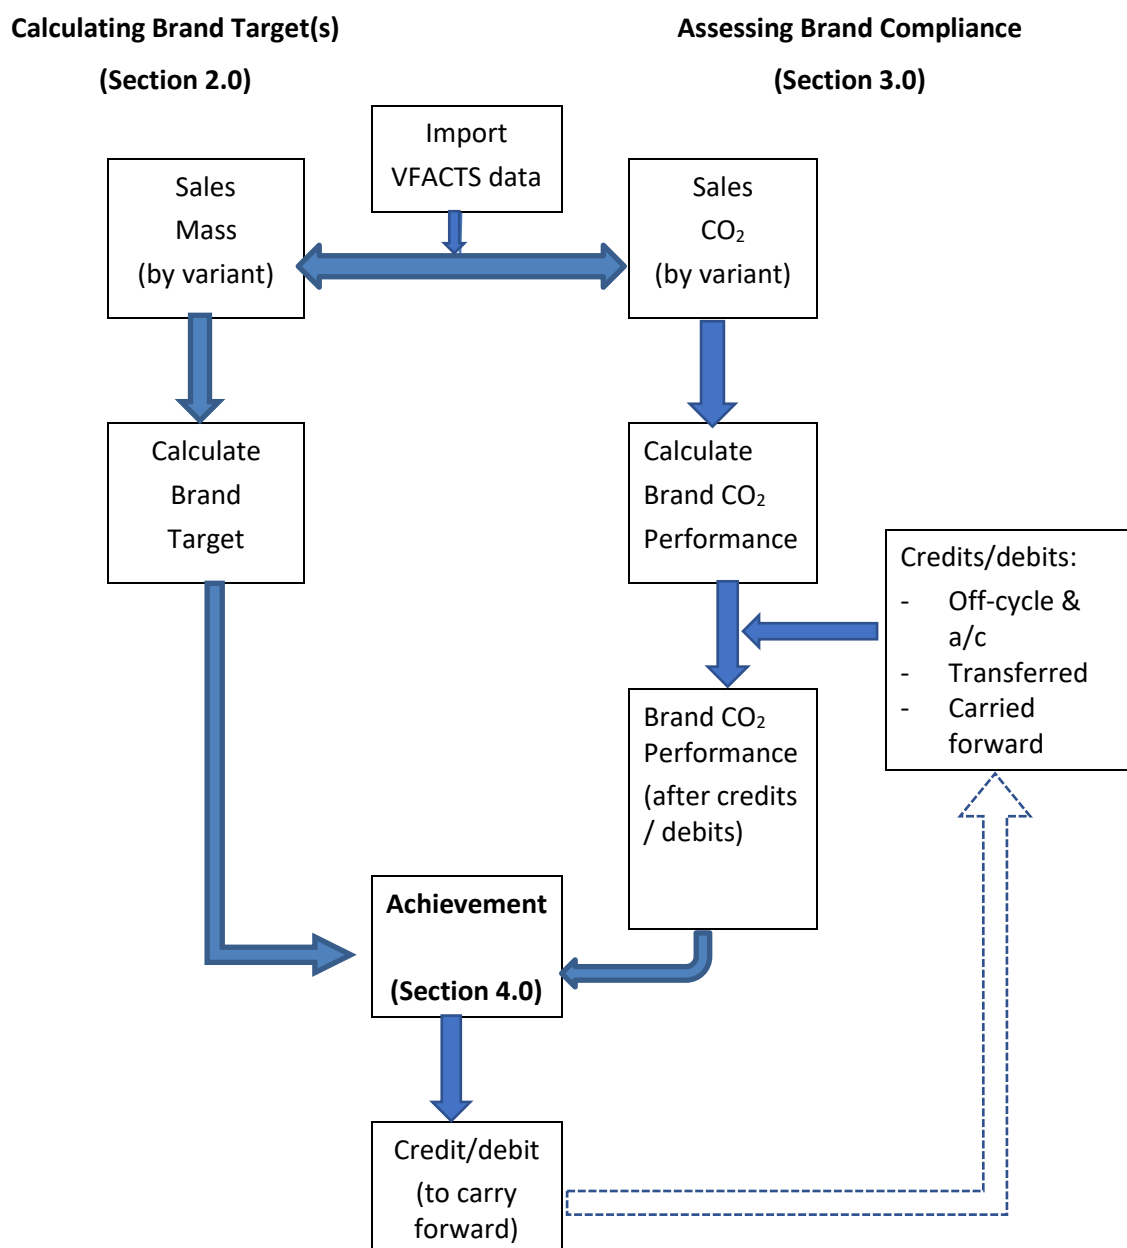 Calculating Brand Target(s)
(Section 2.0)
Assessing Brand Compliance
(Section 3.0)
Import
VFACTS data
Sales
Mass
(by variant)
Sales
CO₂
(by variant)
Calculate
Brand
Target
Calculate
Brand CO₂
Performance
Credits/debits:
- Off-cycle &
a/c
- Transferred
- Carried
forward
Brand CO₂
Performance
(after credits
/ debits)
Achievement
(Section 4.0)
Credit/debit
(to carry
forward)